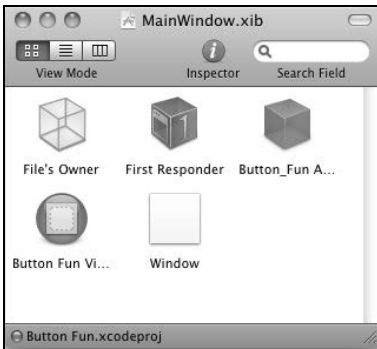 MainWindow.xib
View Mode Inspector Search Field
File's Owner First Responder Button_Fun A...
1
Button Fun Vi... Window
Button Fun.xcodeproj